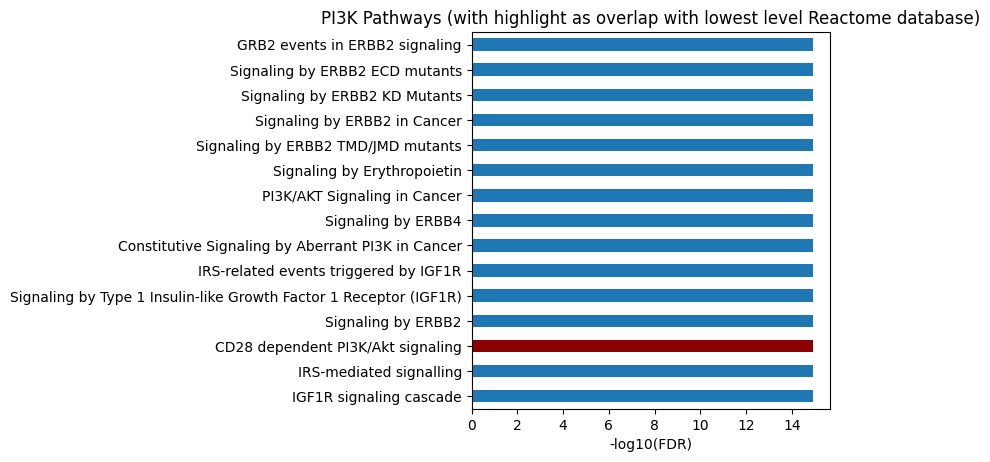 PI3K Pathways (with highlight as overlap with lowest level Reactome database)
GRB2 events in ERBB2 signaling
Signaling by ERBB2 ECD mutants
Signaling by ERBB2 KD Mutants
Signaling by ERBB2 in Cancer
Signaling by ERBB2 TMD/JMD mutants
Signaling by Erythropoietin
PI3K/AKT Signaling in Cancer
Signaling by ERBB4
Constitutive Signaling by Aberrant PI3K in Cancer
IRS-related events triggered by IGF1R
Signaling by Type 1 Insulin-like Growth Factor 1 Receptor (IGF1R)
Signaling by ERBB2
CD28 dependent PI3K/Akt signaling
IRS-mediated signalling
IGF1R signaling cascade
0 2 4 6 8 10 12 14
-log10(FDR)